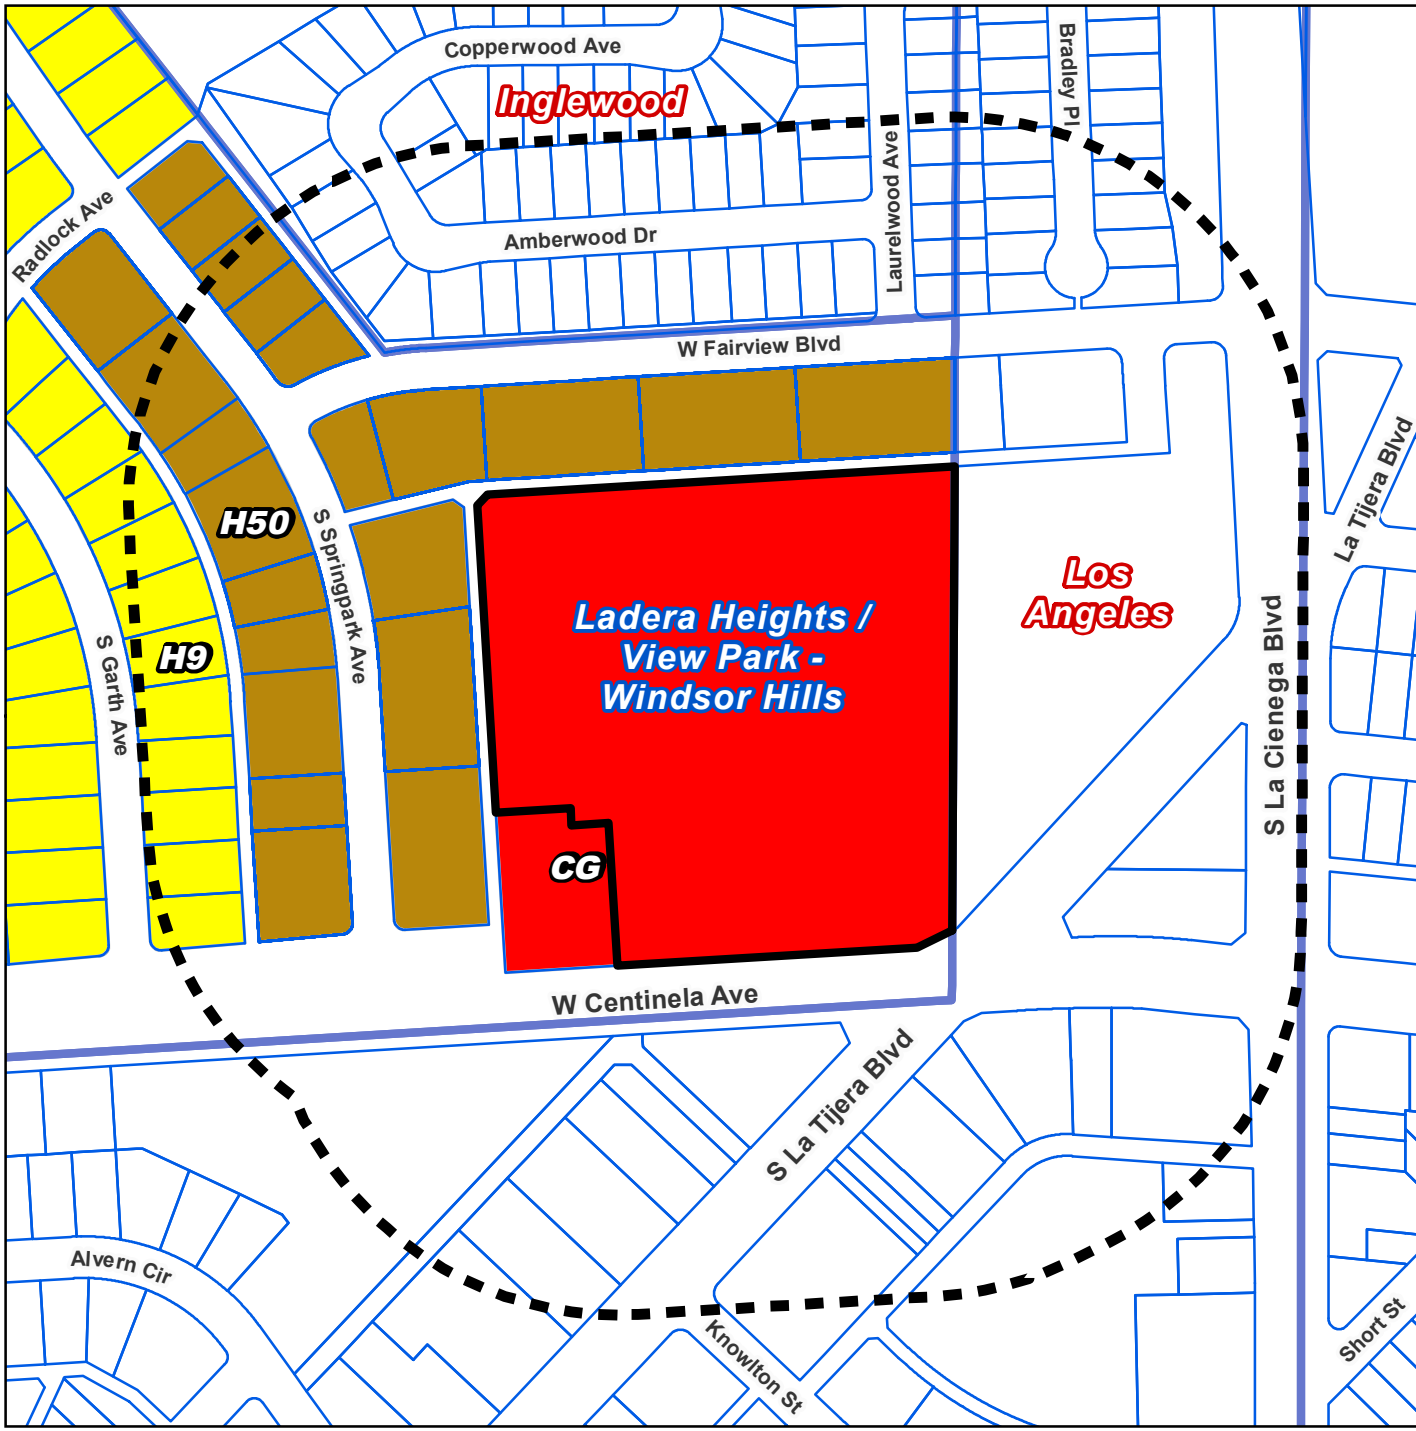 Copperwood Ave
Bradley Pl
Inglewood
Laurelwood Ave
Radlock Ave
Amberwood Dr
W Fairview Blvd
La Tijera Blvd
H50
S Springpark Ave
Los
Angeles
Ladera Heights /
View Park -
Windsor Hills
S La Cienega Blvd
H9
S Garth Ave
CG
W Centinela Ave
S La Tijera Blvd
Alvern Cir
Knowlton St
Short St